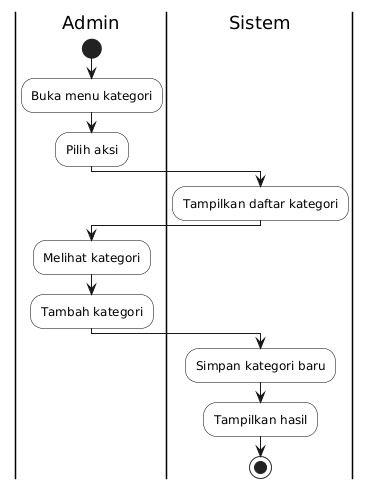 Admin
Sistem
Buka menu kategori
Pilih aksi
Tampilkan daftar kategori
Melihat kategori
Tambah kategori
Simpan kategori baru
Tampilkan hasil